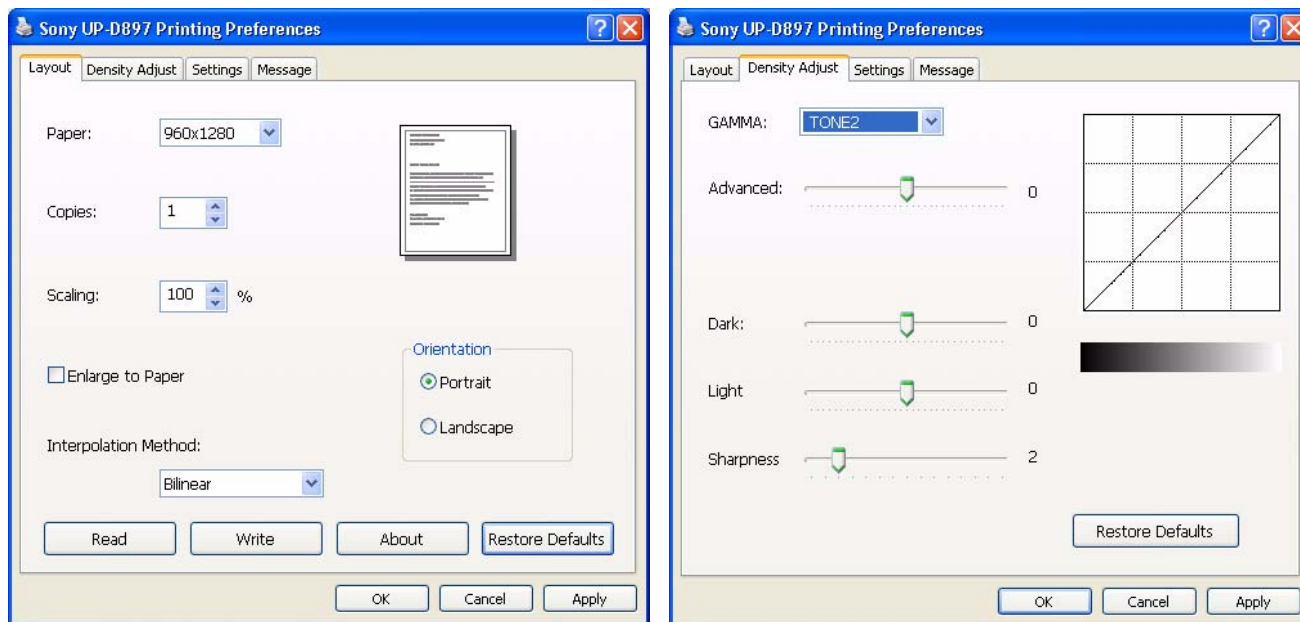 Sony UP-D897 Printing Preferences
Layout Density Adjust Settings Message
Paper: 960x1280
Copies: 1
Scaling: 100 %
Enlarge to Paper
Orientation
Portrait
Landscape
Interpolation Method:
Bilinear
Read Write About Restore Defaults
OK Cancel Apply
Sony UP-D897 Printing Preferences
Layout Density Adjust Settings Message
GAMMA: TONE2
Advanced: 0
Dark: 0
Light 0
Sharpness 2
Restore Defaults
OK Cancel Apply